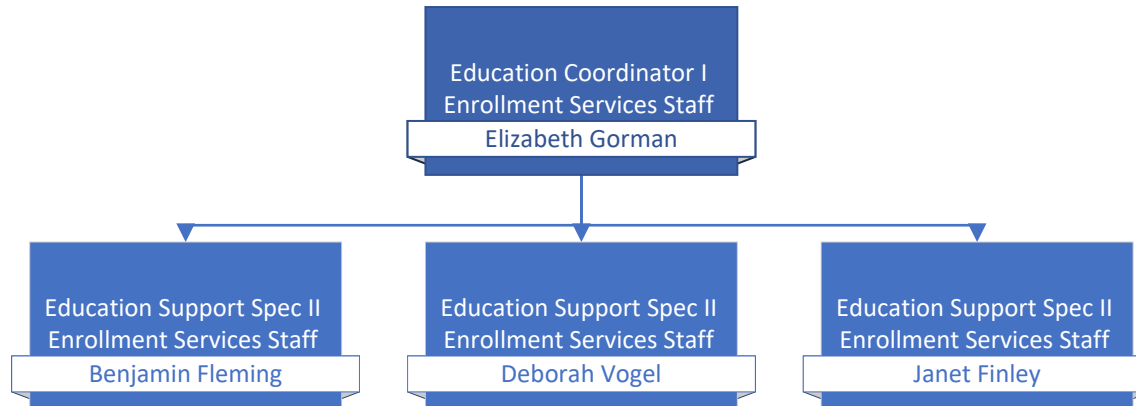 Education Coordinator I
Enrollment Services Staff
Elizabeth Gorman
Education Support Spec II
Enrollment Services Staff
Benjamin Fleming
Education Support Spec II
Enrollment Services Staff
Deborah Vogel
Education Support Spec II
Enrollment Services Staff
Janet Finley